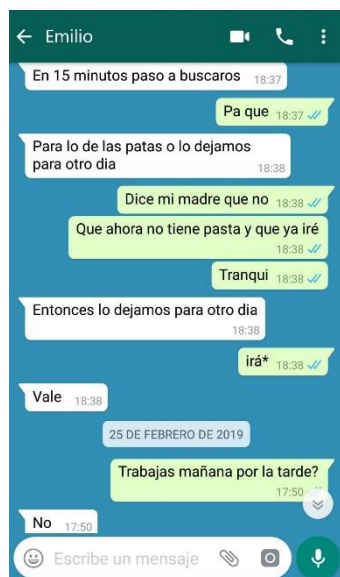 Emilio
En 15 minutos paso a buscaros 18:37
Pa que 18:37
Para lo de las patas o lo dejamos
para otro dia 18:38
Dice mi madre que no 18:38
Que ahora no tiene pasta y que ya iré
18:38
Tranqui 18:38
Entonces lo dejamos para otro dia
18:38
irá* 18:38
Vale 18:38
25 DE FEBRERO DE 2019
Trabajas mañana por la tarde?
17:50
No 17:50
Escribe un mensaje